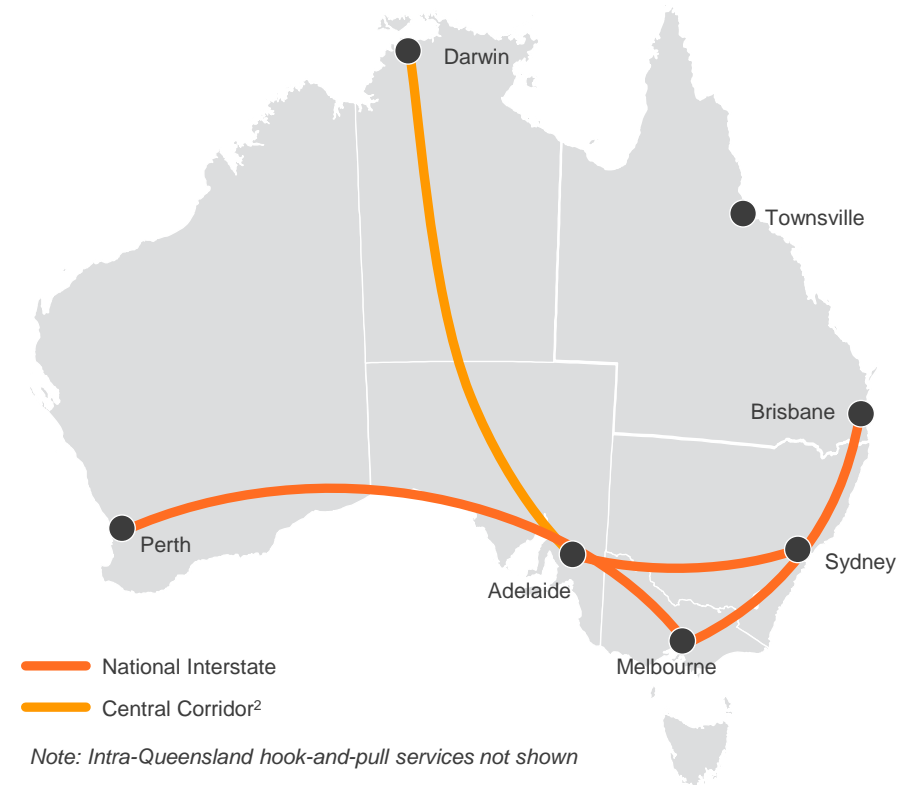 Darwin
Townsville
Brisbane
Perth
Sydney
Adelaide
Melbourne
National Interstate
Central Corridor²
Note: Intra-Queensland hook-and-pull services not shown